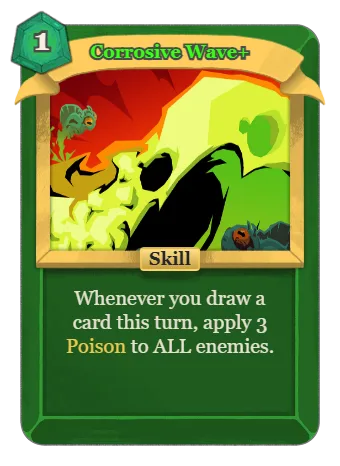 1
Corrosive Wave+
Skill
Whenever you draw a
card this turn, apply 3
Poison to ALL enemies.